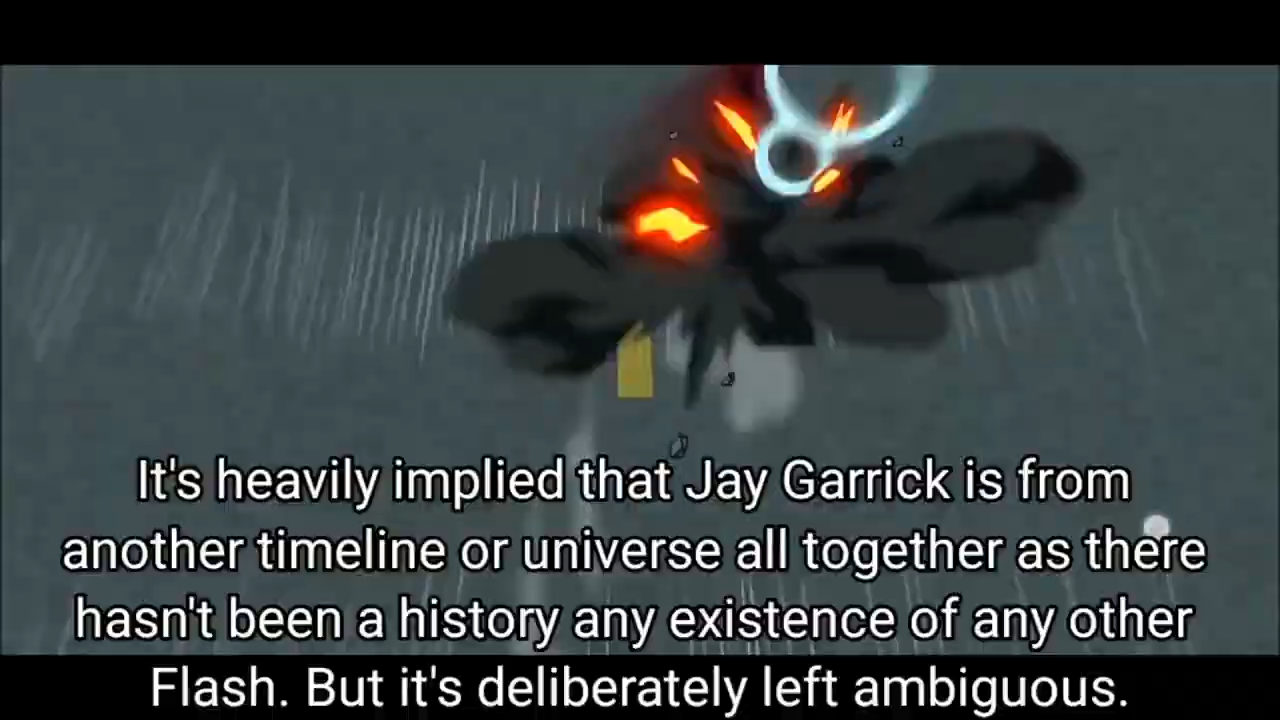 It's heavily implied that Jay Garrick is from
another timeline or universe all together as there
hasn't been a history any existence of any other
Flash. But it's deliberately left ambiguous.